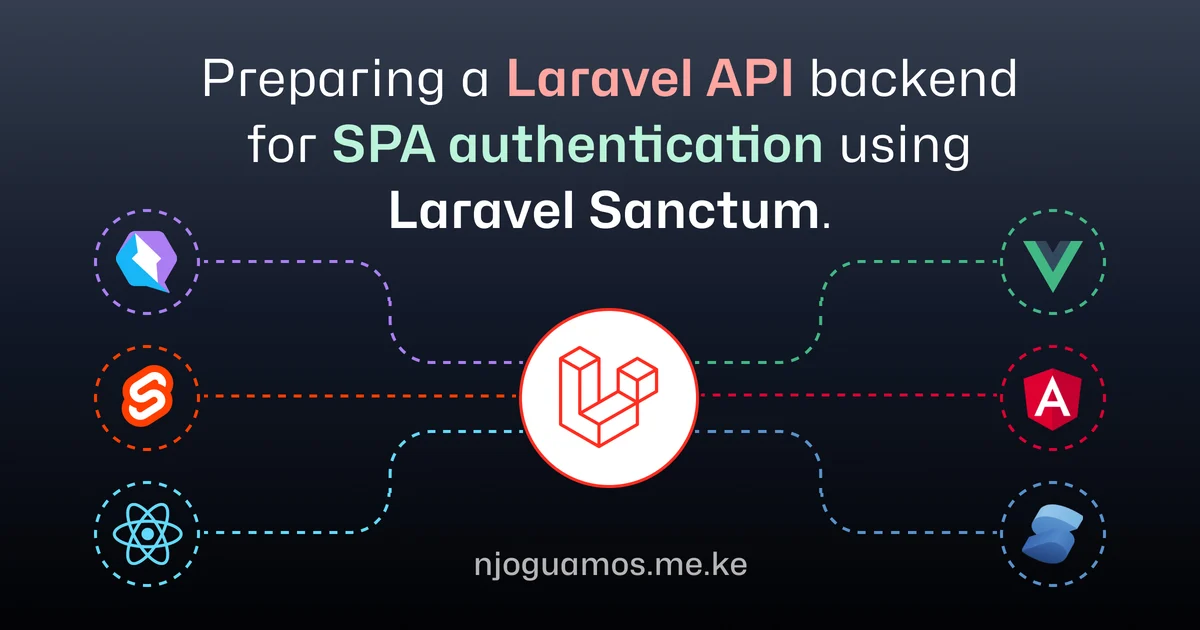 Preparing a Laravel API backend
for SPA authentication using
Laravel Sanctum.
njoguamos.me.ke